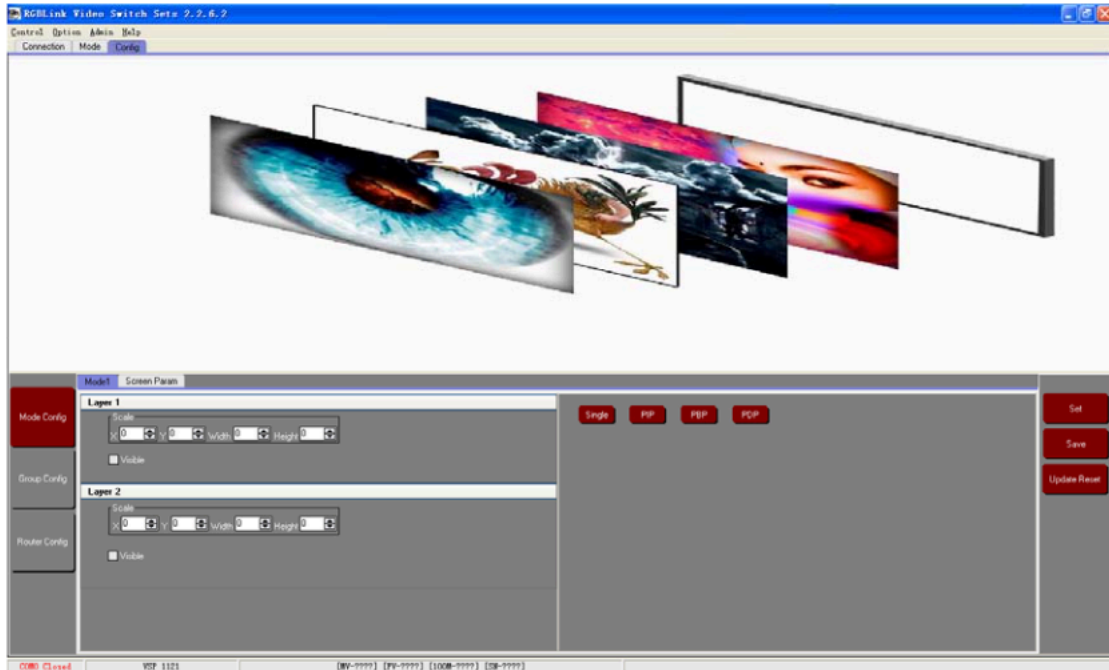 RGBLink Video Switch Sets 2.2.6.2
Control Option Admin Help
Connection Mode Config
Mode1 Screen Param
Mode Config
Group Config
Router Config
Layer 1
Scale
X 0 Y 0 Width 0 Height 0
Visible
Layer 2
Scale
X 0 Y 0 Width 0 Height 0
Visible
Single PIP PBP POP
Set
Save
Update Reset
COM0 Closed VSP 1121 [MV-????] [PV-????] [100M-????] [SN-????]